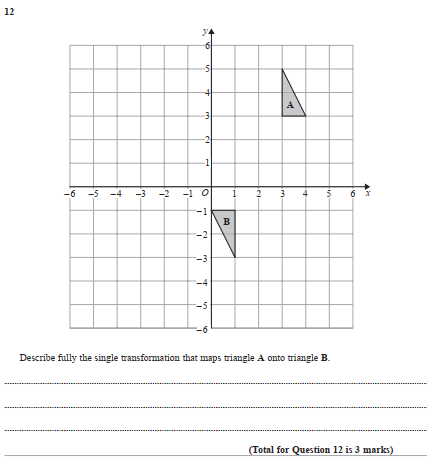 12
y
6
5
4
A
3
2
1
-6 -5 -4 -3 -2 -1 O 1 2 3 4 5 6 x
-1
B
-2
-3
-4
-5
-6
Describe fully the single transformation that maps triangle A onto triangle B.
(Total for Question 12 is 3 marks)